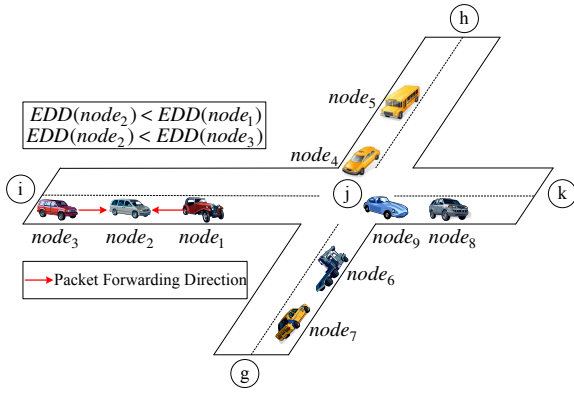 h
node5
EDD(node2) < EDD(node1)
EDD(node2) < EDD(node3)
node4
i
j
k
node3
node2
node1
node9
node8
node6
Packet Forwarding Direction
node7
g